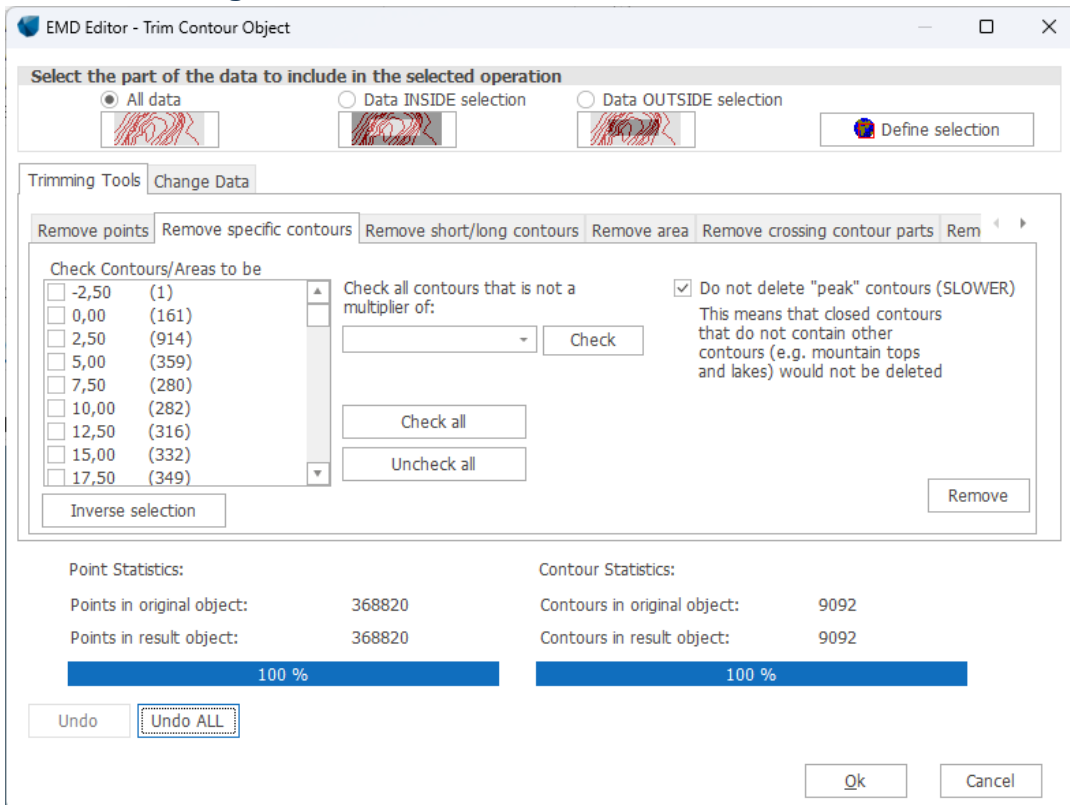 EMD Editor - Trim Contour Object
Select the part of the data to include in the selected operation
All data
Data INSIDE selection
Data OUTSIDE selection
Define selection
Trimming Tools
Change Data
Remove points
Remove specific contours
Remove short/long contours
Remove area
Remove crossing contour parts
Rem
Check Contours/Areas to be
-2,50 (1)
0,00 (161)
2,50 (914)
5,00 (359)
7,50 (280)
10,00 (282)
12,50 (316)
15,00 (332)
17,50 (349)
Inverse selection
Check all contours that is not a
multiplier of:
Check
Check all
Uncheck all
Do not delete "peak" contours (SLOWER)
This means that closed contours
that do not contain other
contours (e.g. mountain tops
and lakes) would not be deleted
Remove
Point Statistics:
Points in original object: 368820
Points in result object: 368820
100 %
Contour Statistics:
Contours in original object: 9092
Contours in result object: 9092
100 %
Undo
Undo ALL
Ok
Cancel